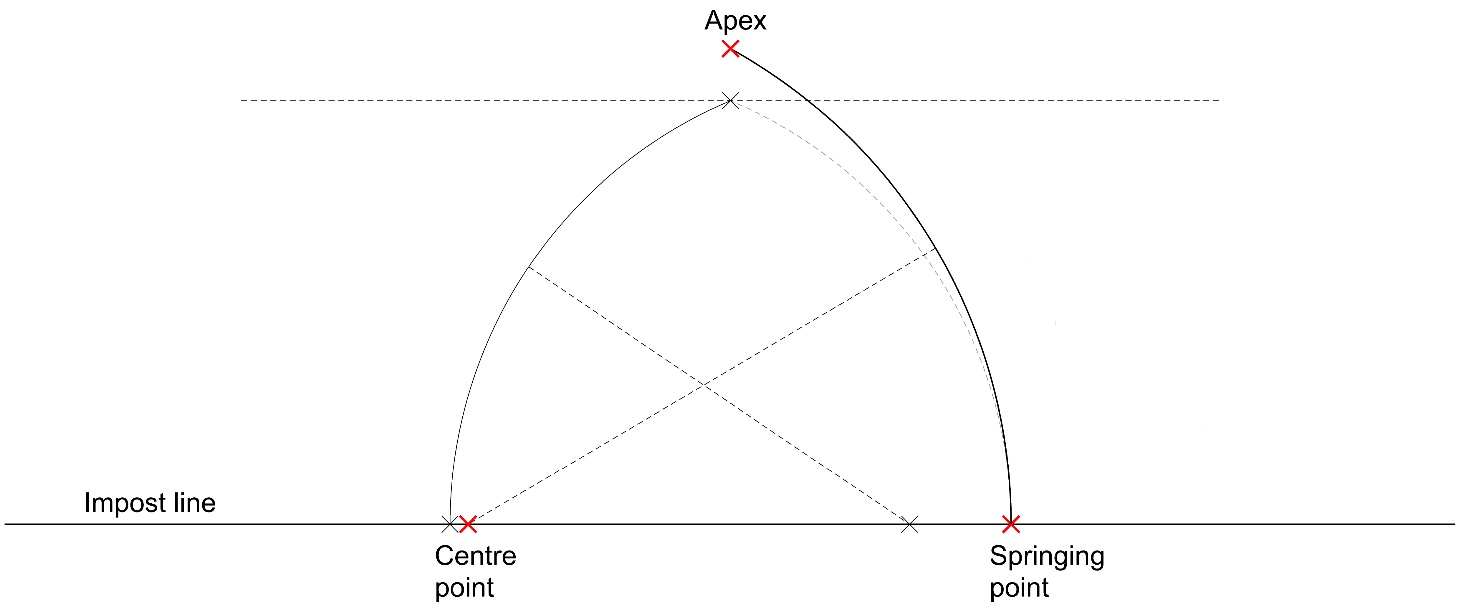 Apex
Impost line
Centre
point
Springing
point